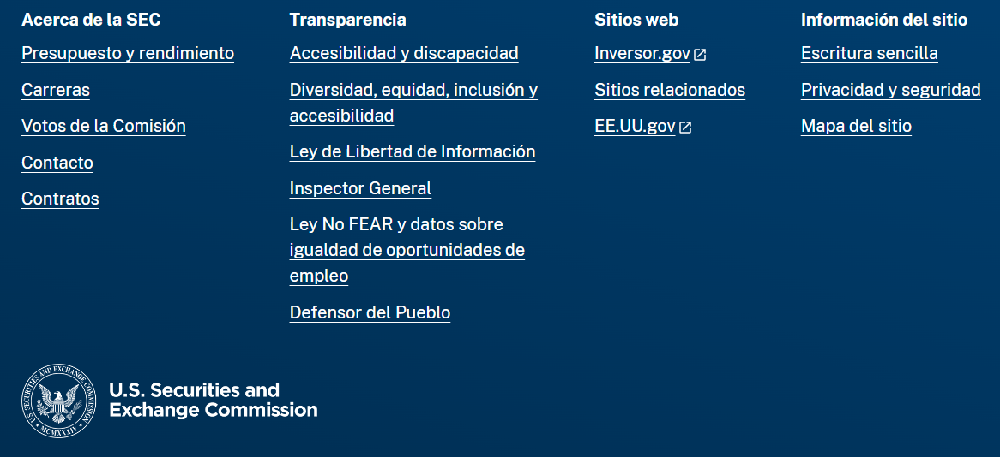 Acerca de la SEC
Presupuesto y rendimiento
Carreras
Votos de la Comisión
Contacto
Contratos
Transparencia
Accesibilidad y discapacidad
Diversidad, equidad, inclusión y
accesibilidad
Ley de Libertad de Información
Inspector General
Ley No FEAR y datos sobre
igualdad de oportunidades de
empleo
Defensor del Pueblo
Sitios web
Inversor.gov
Sitios relacionados
EE.UU.gov
Información del sitio
Escritura sencilla
Privacidad y seguridad
Mapa del sitio
U.S. SECURITIES AND EXCHANGE COMMISSION
MCMXXXIV
U.S. Securities and
Exchange Commission